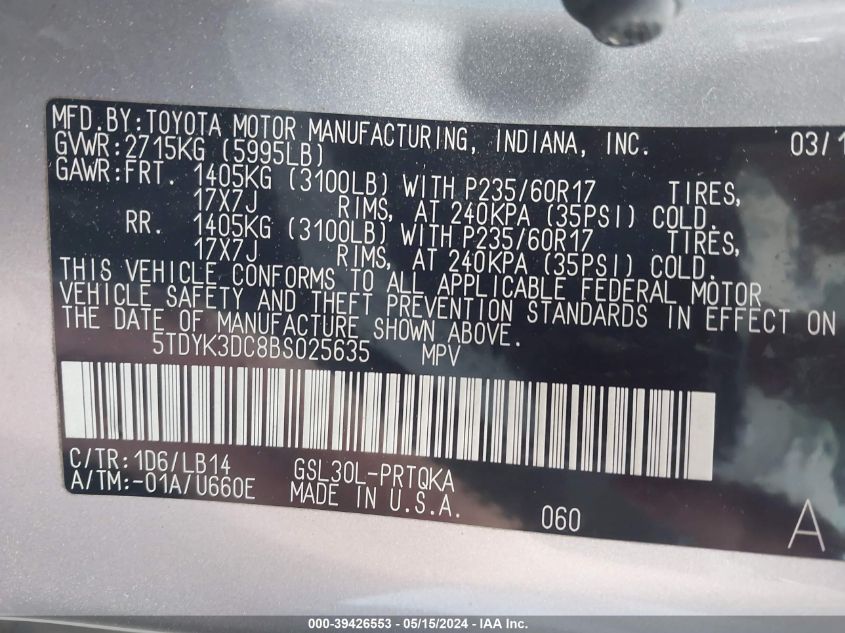 MFD.BY:TOYOTA MOTOR MANUFACTURING, INDIANA, INC. 03/1
GVWR:2715KG (5995LB)
GAWR:FRT. 1405KG (3100LB) WITH P235/60R17 TIRES,
17X7J RIMS, AT 240KPA (35PSI) COLD.
RR. 1405KG (3100LB) WITH P235/60R17 TIRES,
17X7J RIMS, AT 240KPA (35PSI) COLD.
THIS VEHICLE CONFORMS TO ALL APPLICABLE FEDERAL MOTOR
VEHICLE SAFETY AND THEFT PREVENTION STANDARDS IN EFFECT ON
THE DATE OF MANUFACTURE SHOWN ABOVE.
5TDYK3DC8BS025635 MPV
C/TR:1D6/LB14 GSL30L-PRTQKA
A/TM:-01A/U660E MADE IN U.S.A.
060 A
000-39426553 - 05/15/2024 - IAA Inc.